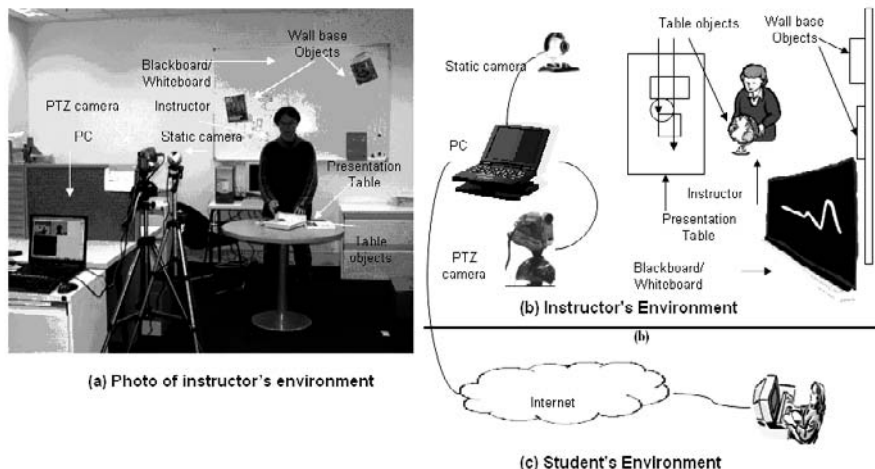 Wall base
Objects
Blackboard/
Whiteboard
PTZ camera
Instructor
PC
Static camera
Presentation
Table
Table
objects
(a) Photo of instructor's environment
Table objects
Wall base
Objects
Static camera
PC
Instructor
Presentation
Table
PTZ
camera
Blackboard/
Whiteboard
(b) Instructor's Environment
(b)
Internet
(c) Student's Environment